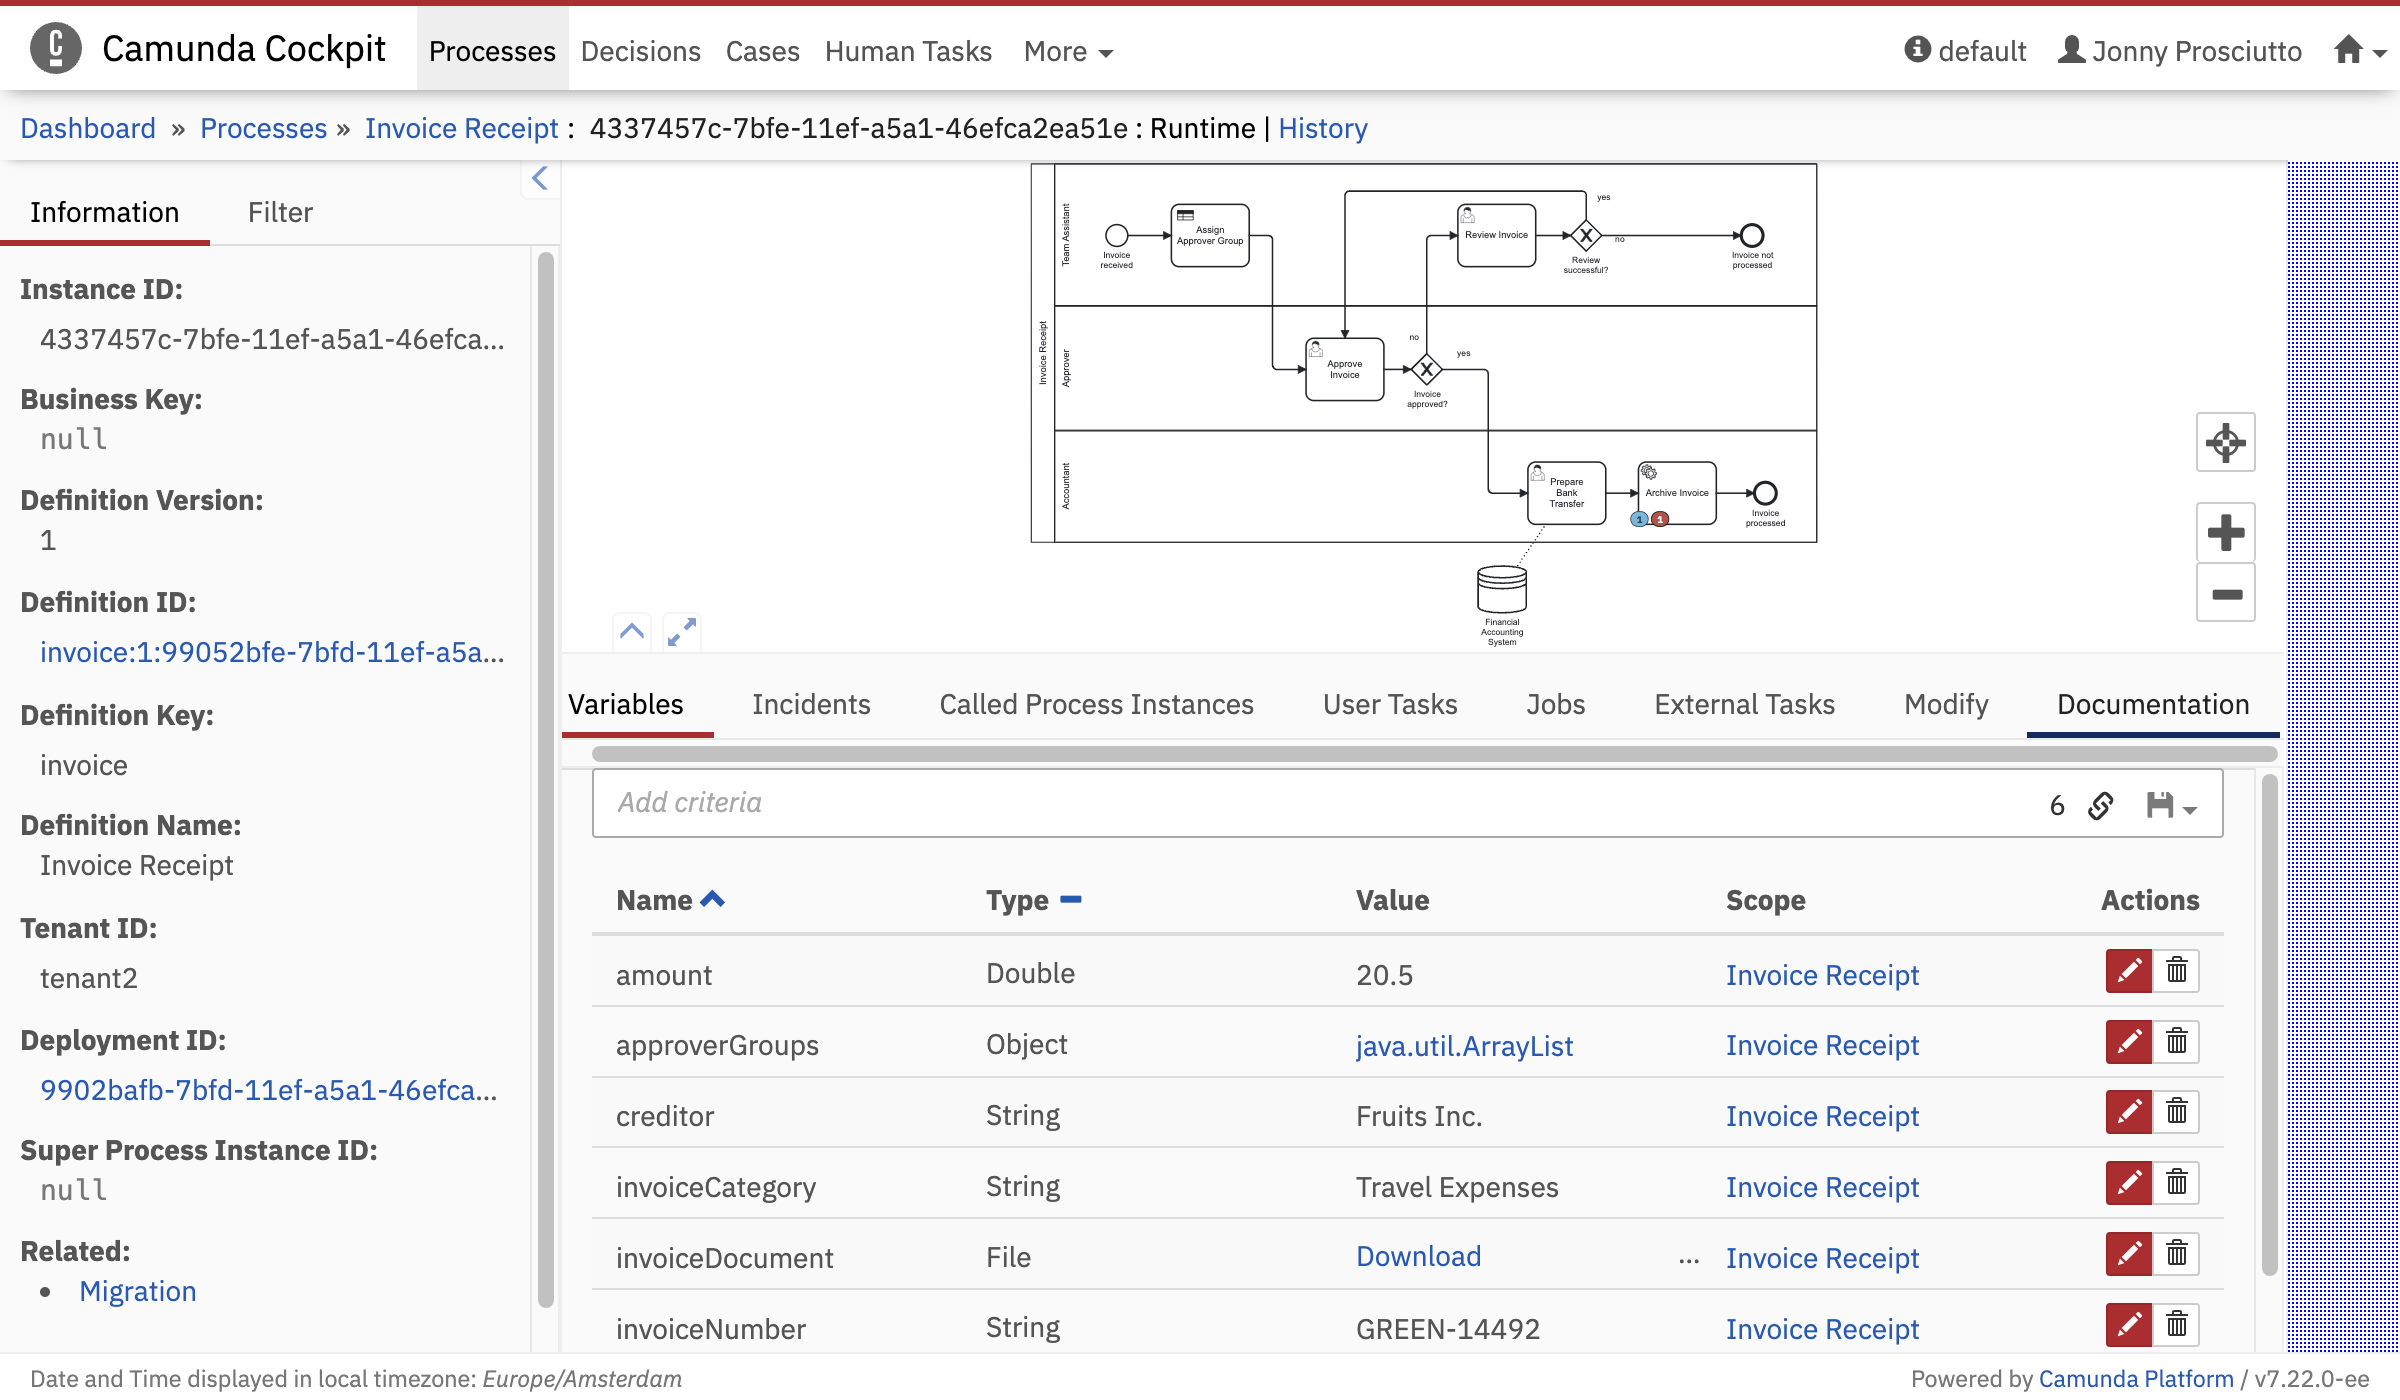 Camunda Cockpit Processes Decisions Cases Human Tasks More default Jonny Prosciutto
Dashboard » Processes » Invoice Receipt : 4337457c-7bfe-11ef-a5a1-46efca2ea51e : Runtime | History
Information Filter
Instance ID:
4337457c-7bfe-11ef-a5a1-46efca...
Business Key:
null
Definition Version:
1
Definition ID:
invoice:1:99052bfe-7bfd-11ef-a5a...
Definition Key:
invoice
Definition Name:
Invoice Receipt
Tenant ID:
tenant2
Deployment ID:
9902bafb-7bfd-11ef-a5a1-46efca...
Super Process Instance ID:
null
Related:
• Migration
Invoice Receipt
Team Assistant
Invoice
received
Assign
Approver Group
Review Invoice
yes
no
Review
successful?
Invoice not
processed
Approver
Approve
Invoice
no
yes
Invoice
approved?
Accountant
Prepare
Bank
Transfer
Archive Invoice
1 1
Invoice
processed
Financial
Accounting
System
Variables Incidents Called Process Instances User Tasks Jobs External Tasks Modify Documentation
Add criteria 6
Name Type Value Scope Actions
amount Double 20.5 Invoice Receipt
approverGroups Object java.util.ArrayList Invoice Receipt
creditor String Fruits Inc. Invoice Receipt
invoiceCategory String Travel Expenses Invoice Receipt
invoiceDocument File Download ... Invoice Receipt
invoiceNumber String GREEN-14492 Invoice Receipt
Date and Time displayed in local timezone: Europe/Amsterdam
Powered by Camunda Platform / v7.22.0-ee